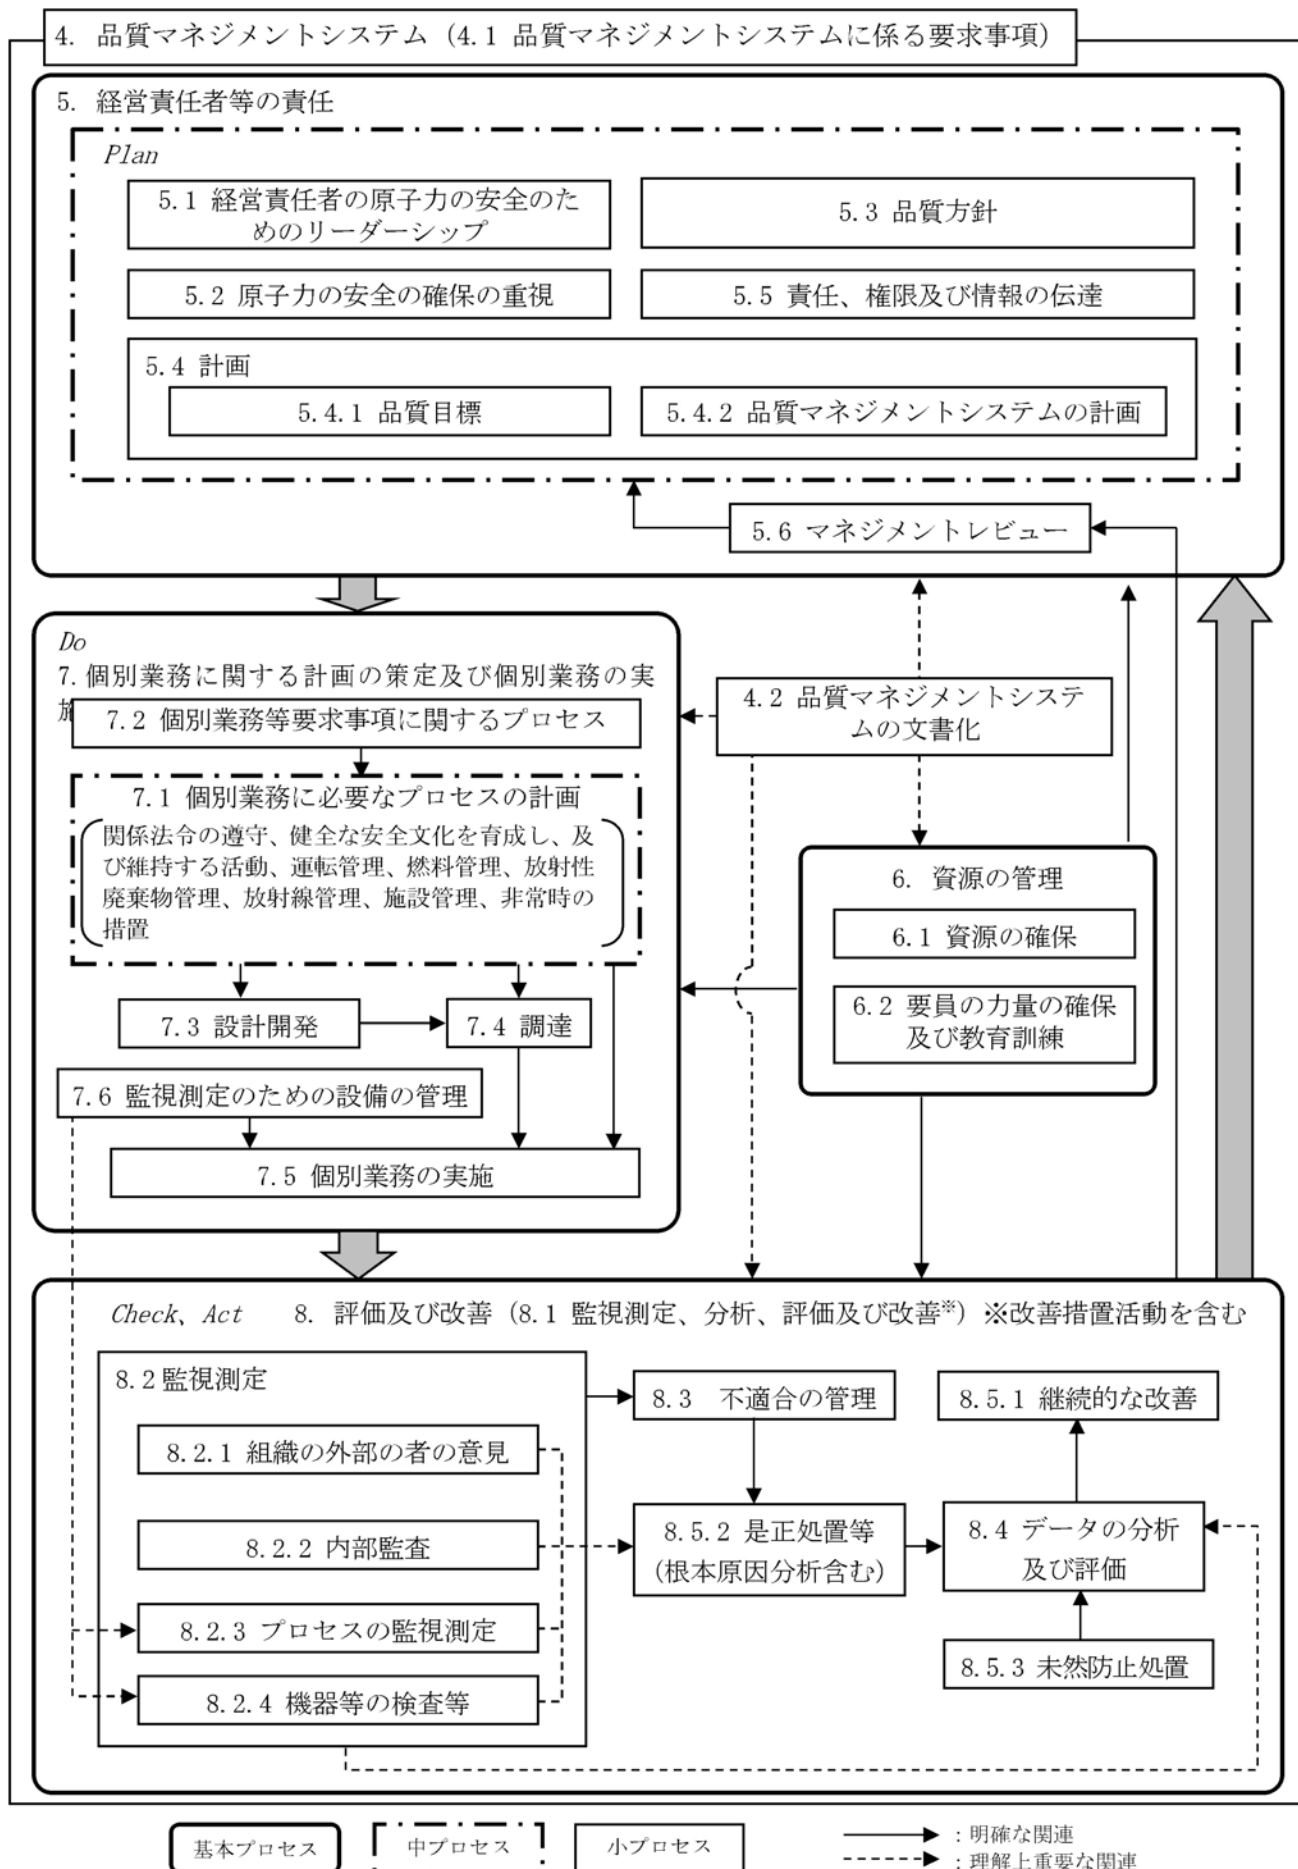 4. 品質マネジメントシステム（4.1 品質マネジメントシステムに係る要求事項）
5. 経営責任者等の責任
Plan
5.1 経営責任者の原子力の安全のた
めのリーダーシップ
5.3 品質方針
5.2 原子力の安全の確保の重視
5.5 責任、権限及び情報の伝達
5.4 計画
5.4.1 品質目標
5.4.2 品質マネジメントシステムの計画
5.6 マネジメントレビュー
Do
7. 個別業務に関する計画の策定及び個別業務の実
7.2 個別業務等要求事項に関するプロセス
4.2 品質マネジメントシステ
ムの文書化
7.1 個別業務に必要なプロセスの計画
関係法令の遵守、健全な安全文化を育成し、及
び維持する活動、運転管理、燃料管理、放射性
廃棄物管理、放射線管理、施設管理、非常時の
措置
6. 資源の管理
6.1 資源の確保
6.2 要員の力量の確保
及び教育訓練
7.3 設計開発
7.4 調達
7.6 監視測定のための設備の管理
7.5 個別業務の実施
Check、Act 8. 評価及び改善（8.1 監視測定、分析、評価及び改善※）※改善措置活動を含む
8.2監視測定
8.3 不適合の管理
8.5.1 継続的な改善
8.2.1 組織の外部の者の意見
8.2.2 内部監査
8.5.2 是正処置等
（根本原因分析含む）
8.4 データの分析
及び評価
8.2.3 プロセスの監視測定
8.5.3 未然防止処置
8.2.4 機器等の検査等
基本プロセス
中プロセス
小プロセス
：明確な関連
：理解上重要な関連